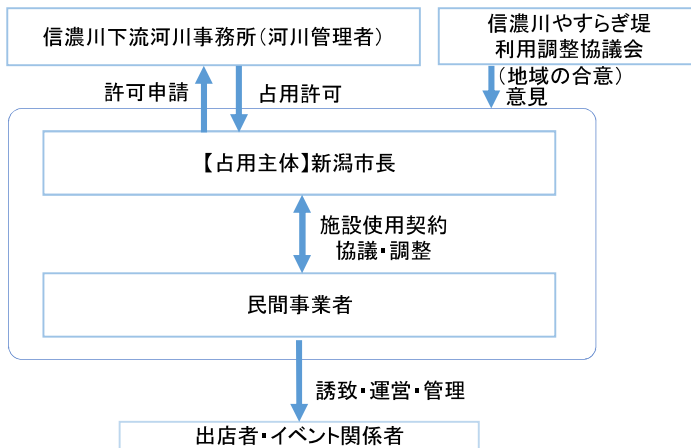 信濃川下流河川事務所(河川管理者)
信濃川やすらぎ堤
利用調整協議会
(地域の合意)
意見
許可申請
占用許可
【占用主体】新潟市長
施設使用契約
協議・調整
民間事業者
誘致・運営・管理
出店者・イベント関係者